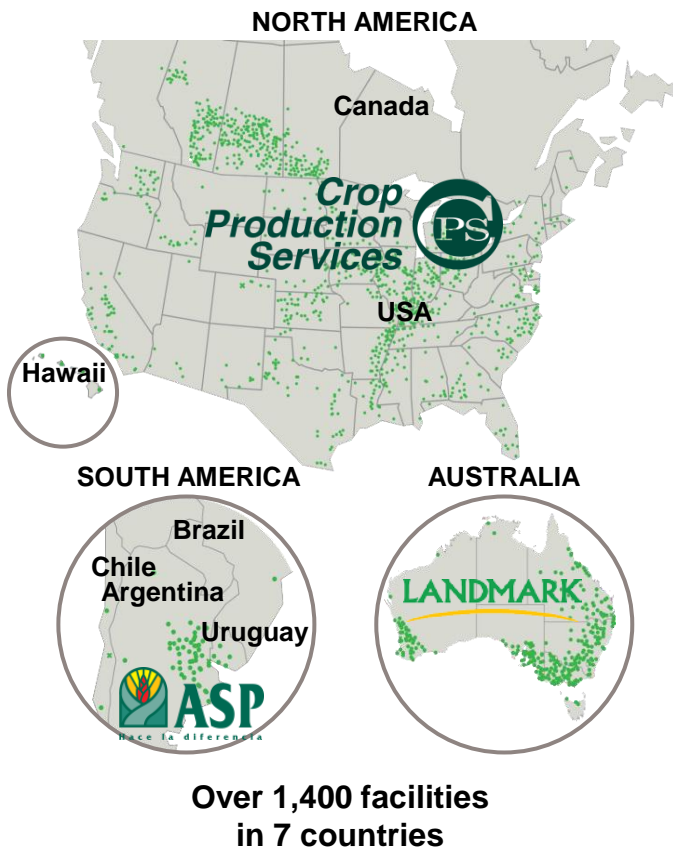 NORTH AMERICA
Canada
Crop
Production
Services
CPS
USA
Hawaii
SOUTH AMERICA
AUSTRALIA
Brazil
Chile
Argentina
Uruguay
ASP
Hace la diferencia
LANDMARK
Over 1,400 facilities
in 7 countries